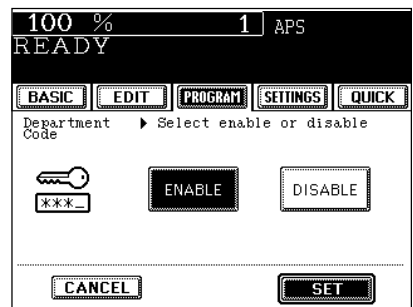 100 % 1 APS
READY
BASIC EDIT PROGRAM SETTINGS QUICK
Department Code ▶ Select enable or disable
***_ ENABLE DISABLE
CANCEL SET